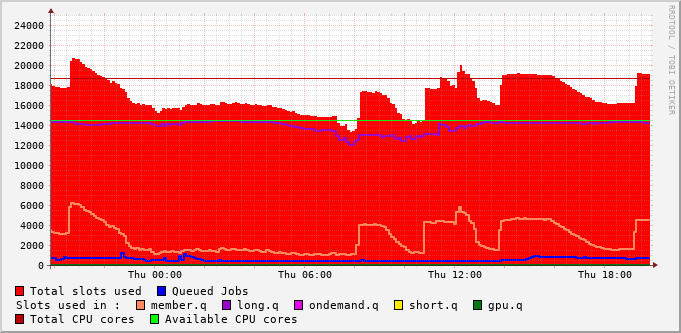 RRDTOOL / TOBI OETIKER
24000
22000
20000
18000
16000
14000
12000
10000
8000
6000
4000
2000
0
Thu 00:00 Thu 06:00 Thu 12:00 Thu 18:00
Total slots used Queued Jobs
Slots used in : member.q long.q ondemand.q short.q gpu.q
Total CPU cores Available CPU cores